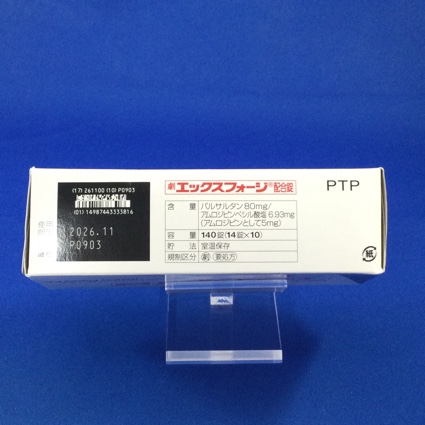 (17) 261100 (10) P0903
(01) 14987443333816
使用
2026.11
P0903
劇 エックスフォージ®配合錠
含 量 バルサルタン 80mg/
アムロジピンベシル酸塩 6.93mg
(アムロジピンとして5mg)
容 量 140錠(14錠×10)
貯 法 室温保存
規制区分 劇 要処方
PTP
紙